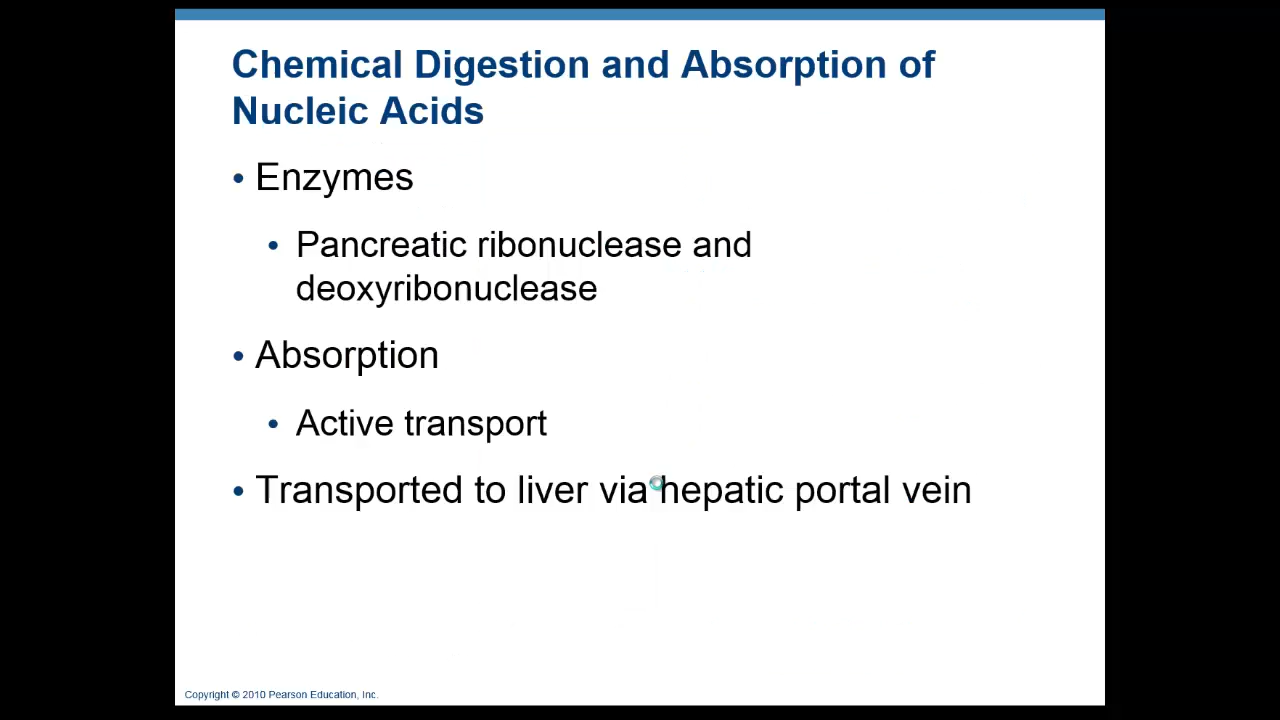 Chemical Digestion and Absorption of
Nucleic Acids
• Enzymes
• Pancreatic ribonuclease and
deoxyribonuclease
• Absorption
• Active transport
• Transported to liver via hepatic portal vein
Copyright © 2010 Pearson Education, Inc.